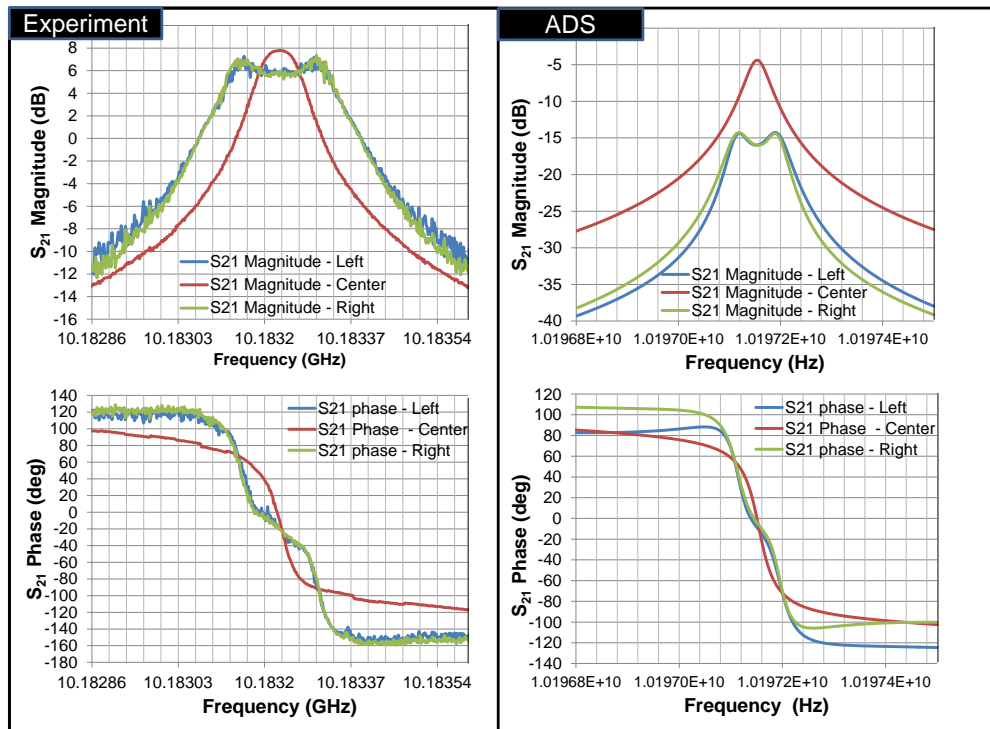 Experiment
S21 Magnitude (dB)
8
6
4
2
0
-2
-4
-6
-8
-10
-12
-14
-16
S21 Magnitude - Left
S21 Magnitude - Center
S21 Magnitude - Right
10.18286 10.18303 10.1832 10.18337 10.18354
Frequency (GHz)
S21 Phase (deg)
140
120
100
80
60
40
20
0
-20
-40
-60
-80
-100
-120
-140
-160
-180
S21 phase - Left
S21 Phase - Center
S21 phase - Right
10.18286 10.18303 10.1832 10.18337 10.18354
Frequency (GHz)
ADS
S21 Magnitude (dB)
-5
-10
-15
-20
-25
-30
-35
-40
S21 Magnitude - Left
S21 Magnitude - Center
S21 Magnitude - Right
1.01968E+10 1.01970E+10 1.01972E+10 1.01974E+10
Frequency (Hz)
S21 Phase (deg)
120
100
80
60
40
20
0
-20
-40
-60
-80
-100
-120
-140
S21 phase - Left
S21 Phase - Center
S21 phase - Right
1.01968E+10 1.01970E+10 1.01972E+10 1.01974E+10
Frequency (Hz)